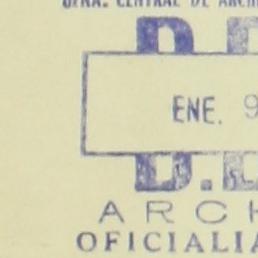 CENTRAL DE ARCH
D.D
ENE. 9
D.D
ARCH
OFICIALIA